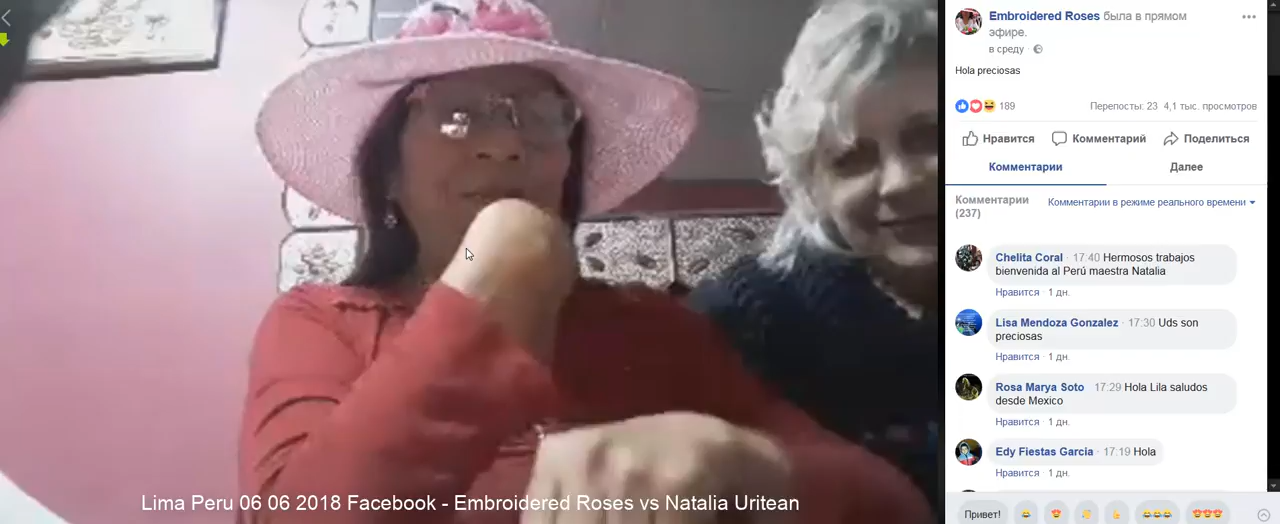 Embroidered Roses была в прямом
эфире.
в среду
Hola preciosas
189
Перепосты: 23 4,1 тыс. просмотров
Нравится Комментарий Поделиться
Комментарии Далее
Комментарии
(237)
Комментарии в режиме реального времени
Chelita Coral · 17:40 Hermosos trabajos
bienvenida al Perú maestra Natalia
Нравится · 1 дн.
Lisa Mendoza Gonzalez · 17:30 Uds son
preciosas
Нравится · 1 дн.
Rosa Marya Soto · 17:29 Hola Lila saludos
desde Mexico
Нравится · 1 дн.
Edy Fiestas Garcia · 17:19 Hola
Нравится · 1 дн.
Привет!
Lima Peru 06 06 2018 Facebook - Embroidered Roses vs Natalia Uritean